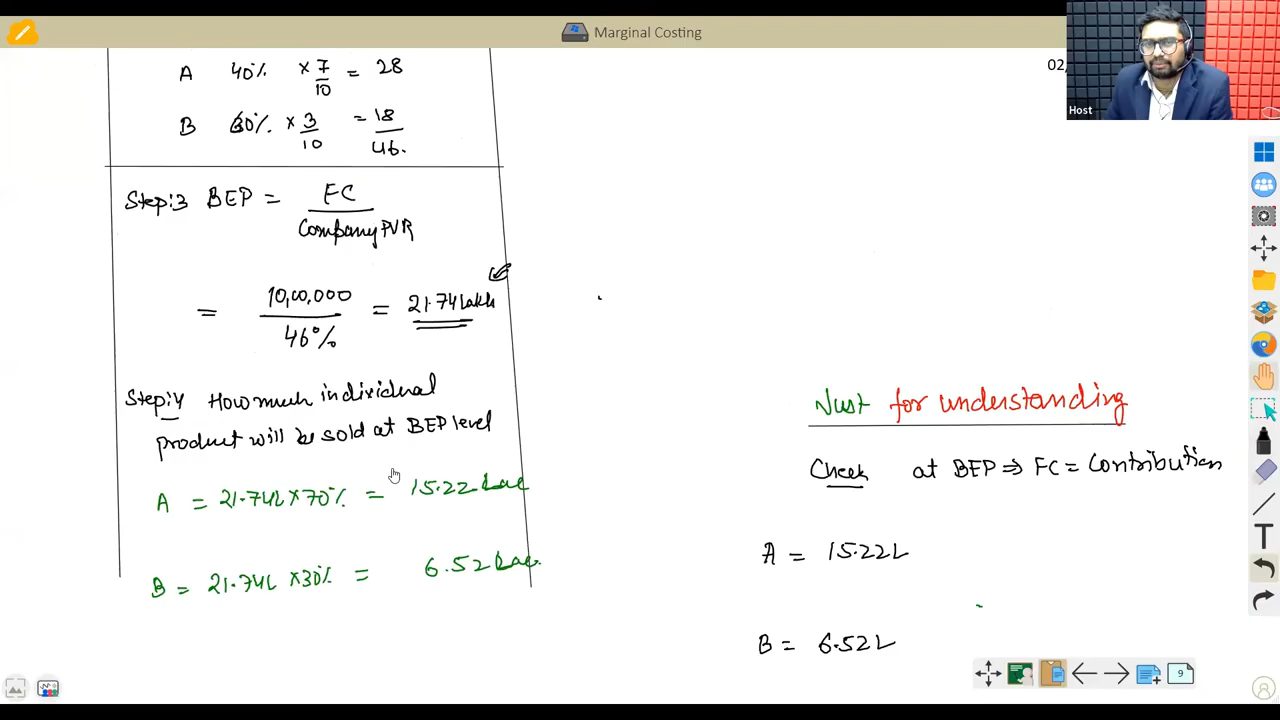 Marginal Costing
02/
Host
A 40% × 7/10 = 28
B 60% × 3/10 = 18
46.
Step:3 BEP = FC / Company PVR
= 10,00,000 / 46% = 21.74 Lakh
Step:4 How much individual
product will be sold at BEP level
A = 21.74L × 70% = 15.22 Lac
B = 21.74L × 30% = 6.52 Lac.
Just for understanding
Check at BEP ⇒ FC = Contribution
A = 15.22L
B = 6.52L
9